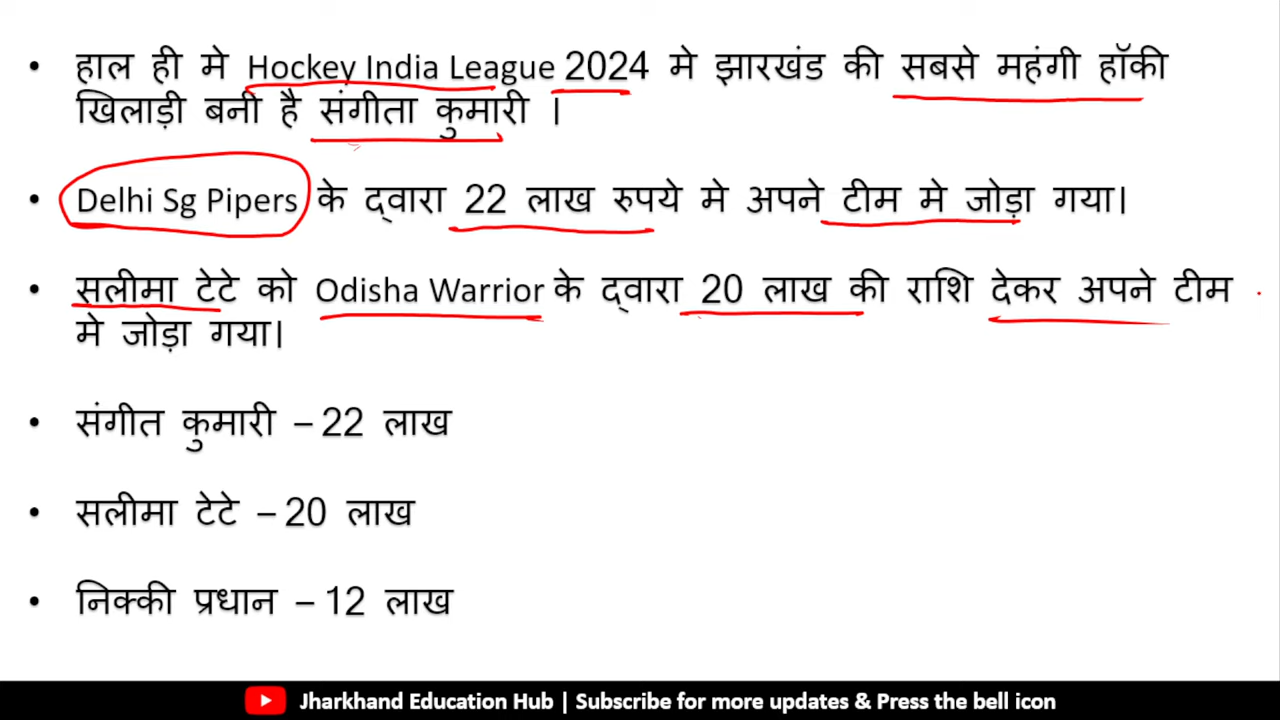 • हाल ही मे Hockey India League 2024 मे झारखंड की सबसे महंगी हॉकी
खिलाड़ी बनी है संगीता कुमारी ।
• Delhi Sg Pipers के द्वारा 22 लाख रुपये मे अपने टीम मे जोड़ा गया।
• सलीमा टेटे को Odisha Warrior के द्वारा 20 लाख की राशि देकर अपने टीम
मे जोड़ा गया।
• संगीत कुमारी – 22 लाख
• सलीमा टेटे – 20 लाख
• निक्की प्रधान – 12 लाख
Jharkhand Education Hub | Subscribe for more updates & Press the bell icon